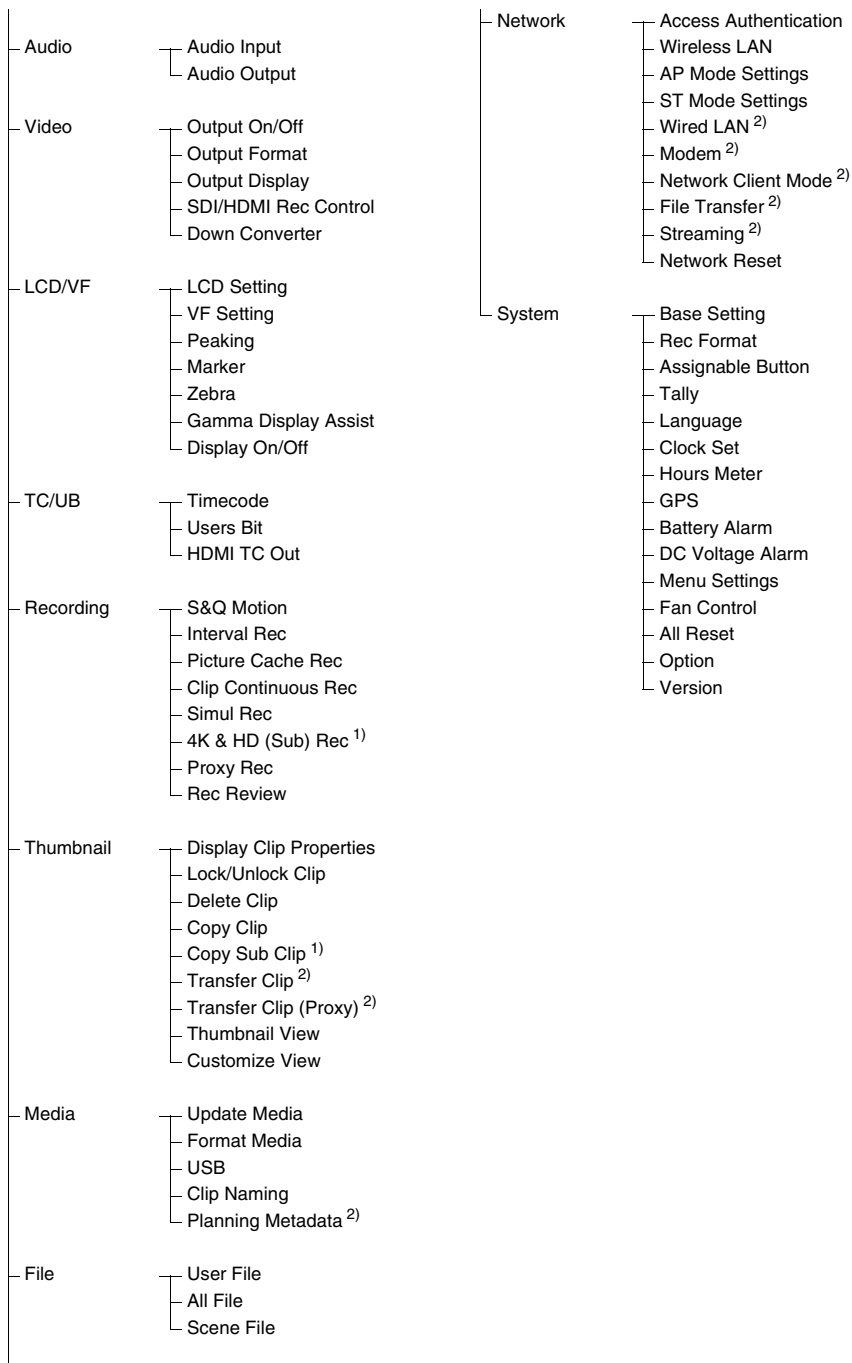 Audio
Audio Input
Audio Output
Video
Output On/Off
Output Format
Output Display
SDI/HDMI Rec Control
Down Converter
LCD/VF
LCD Setting
VF Setting
Peaking
Marker
Zebra
Gamma Display Assist
Display On/Off
TC/UB
Timecode
Users Bit
HDMI TC Out
Recording
S&Q Motion
Interval Rec
Picture Cache Rec
Clip Continuous Rec
Simul Rec
4K & HD (Sub) Rec 1)
Proxy Rec
Rec Review
Thumbnail
Display Clip Properties
Lock/Unlock Clip
Delete Clip
Copy Clip
Copy Sub Clip 1)
Transfer Clip 2)
Transfer Clip (Proxy) 2)
Thumbnail View
Customize View
Media
Update Media
Format Media
USB
Clip Naming
Planning Metadata 2)
File
User File
All File
Scene File
Network
Access Authentication
Wireless LAN
AP Mode Settings
ST Mode Settings
Wired LAN 2)
Modem 2)
Network Client Mode 2)
File Transfer 2)
Streaming 2)
Network Reset
System
Base Setting
Rec Format
Assignable Button
Tally
Language
Clock Set
Hours Meter
GPS
Battery Alarm
DC Voltage Alarm
Menu Settings
Fan Control
All Reset
Option
Version